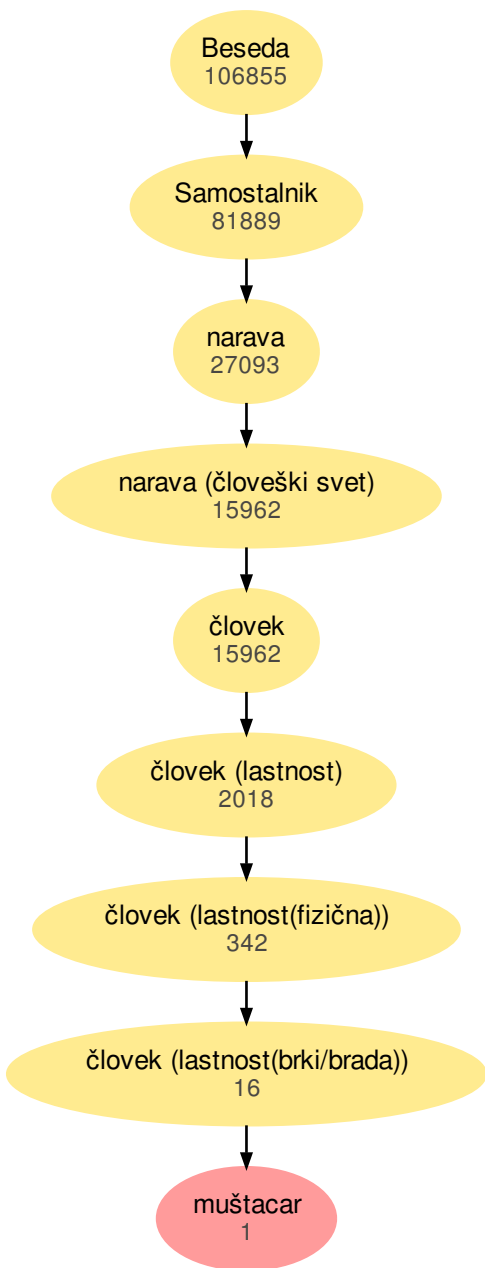 Beseda
106855
Samostalnik
81889
narava
27093
narava (človeški svet)
15962
človek
15962
človek (lastnost)
2018
človek (lastnost(fizična))
342
človek (lastnost(brki/brada))
16
muštacar
1